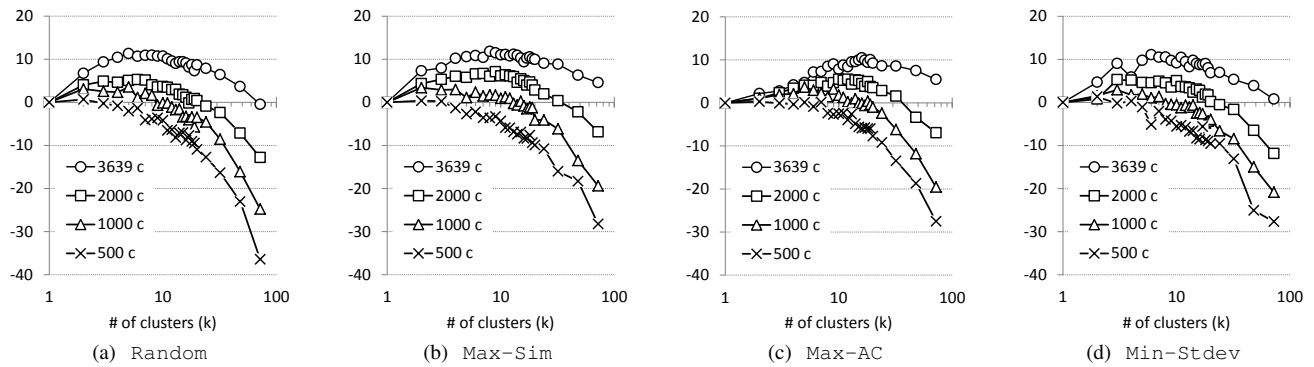 20
10
0
-10
-20
-30
-40
3639 c
2000 c
1000 c
500 c
1 10 100
# of clusters (k)
(a) Random
20
10
0
-10
-20
-30
-40
3639 c
2000 c
1000 c
500 c
1 10 100
# of clusters (k)
(b) Max-Sim
20
10
0
-10
-20
-30
-40
3639 c
2000 c
1000 c
500 c
1 10 100
# of clusters (k)
(c) Max-AC
20
10
0
-10
-20
-30
-40
3639 c
2000 c
1000 c
500 c
1 10 100
# of clusters (k)
(d) Min-Stdev